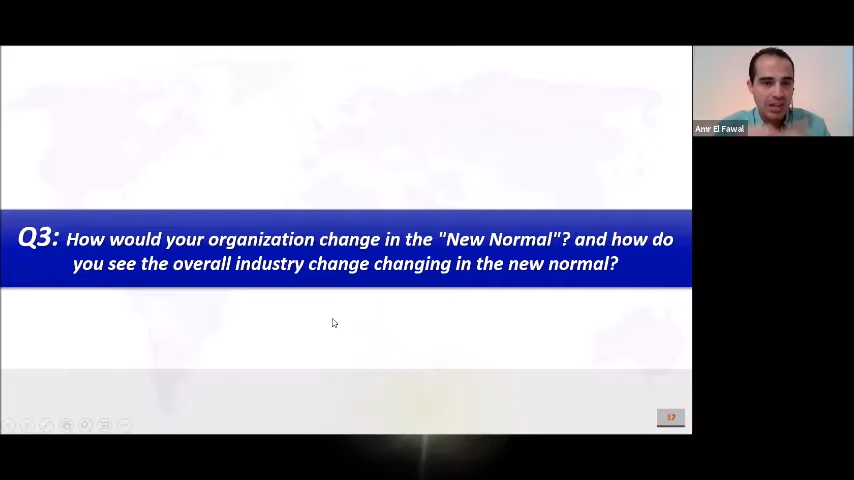 Amr El Fawal
Q3: How would your organization change in the "New Normal"? and how do
you see the overall industry change changing in the new normal?
17